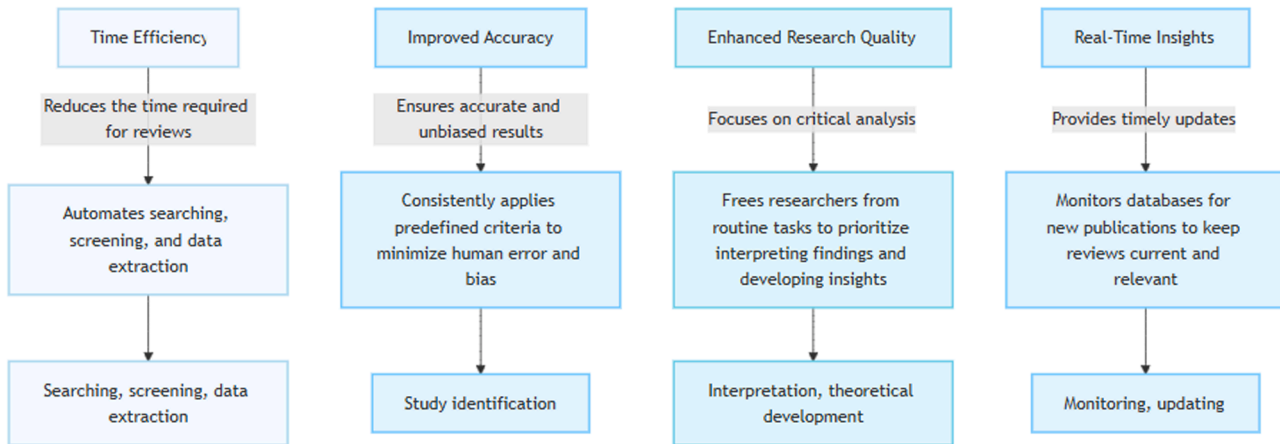 Time Efficiency
Reduces the time required
for reviews
Automates searching,
screening, and data
extraction
Searching, screening, data
extraction
Improved Accuracy
Ensures accurate and
unbiased results
Consistently applies
predefined criteria to
minimize human error and
bias
Study identification
Enhanced Research Quality
Focuses on critical analysis
Frees researchers from
routine tasks to prioritize
interpreting findings and
developing insights
Interpretation, theoretical
development
Real-Time Insights
Provides timely updates
Monitors databases for
new publications to keep
reviews current and
relevant
Monitoring, updating